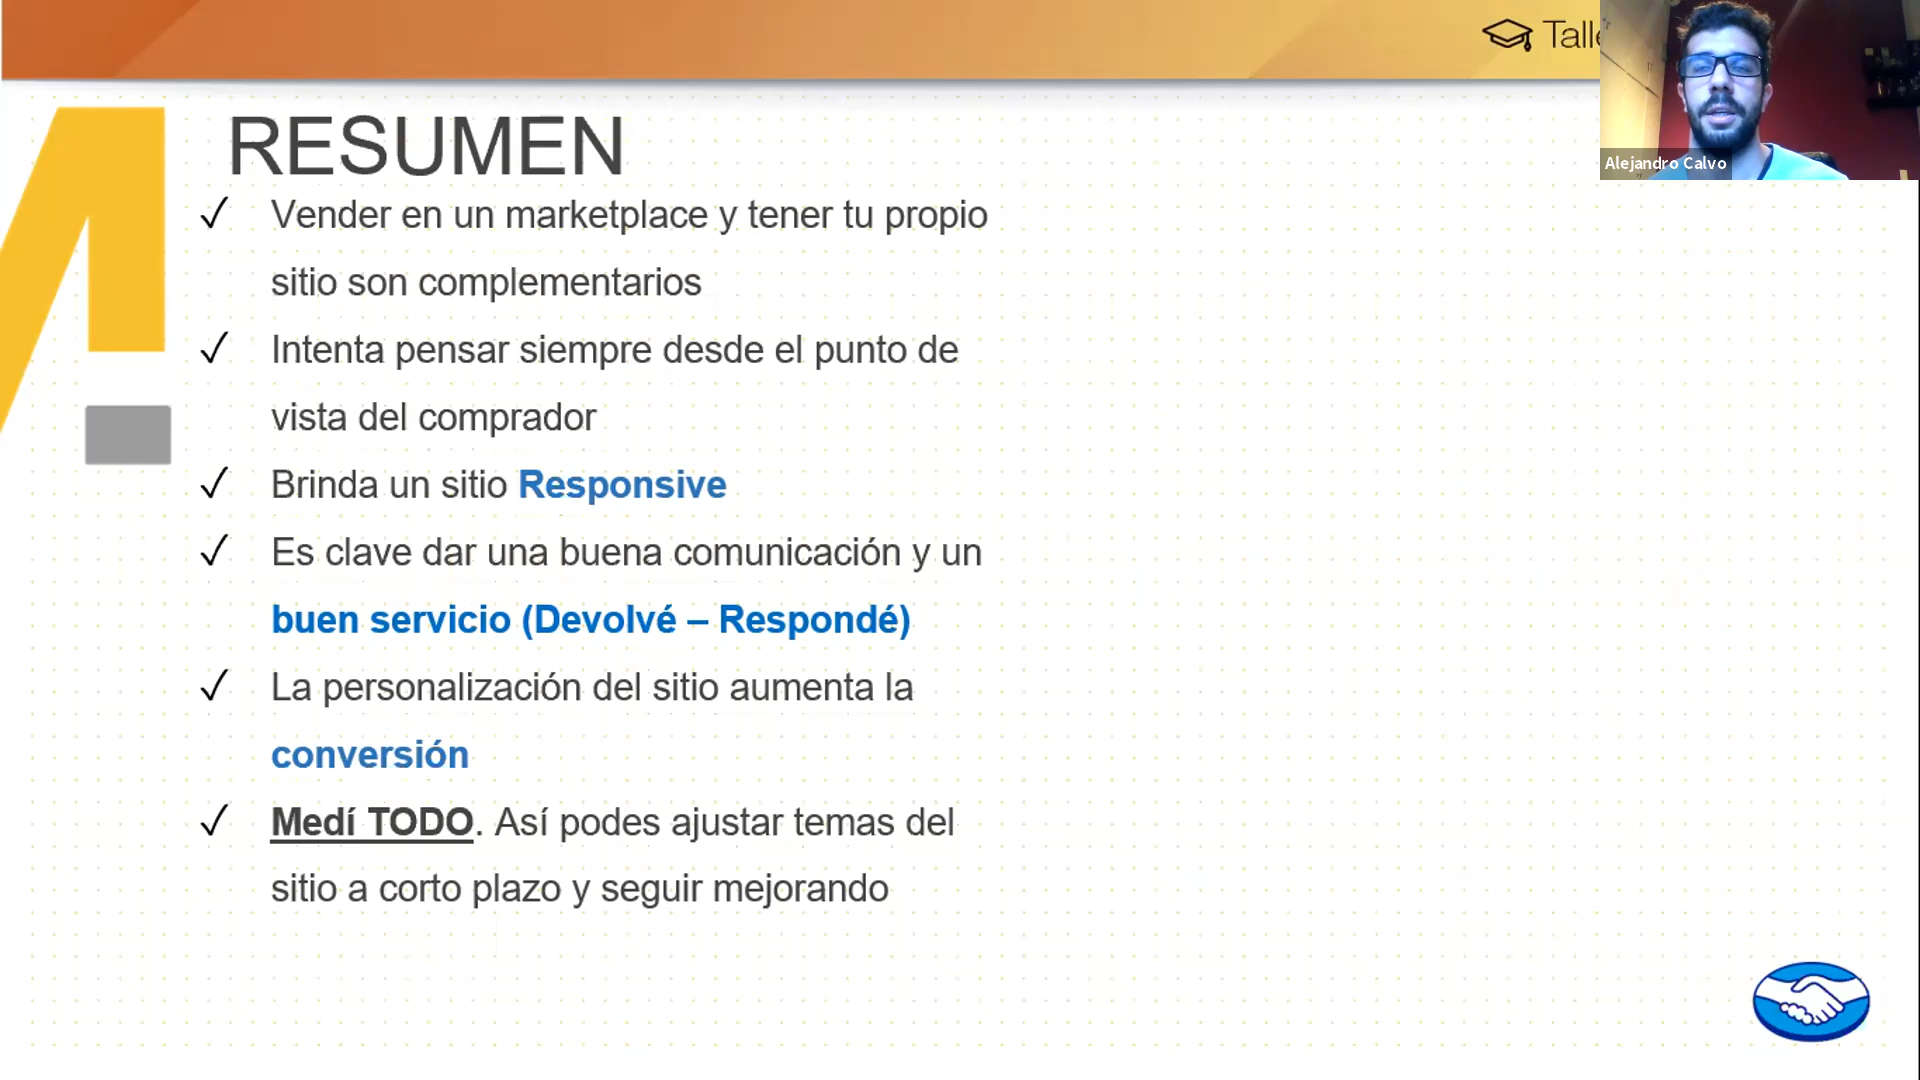 RESUMEN
✓ Vender en un marketplace y tener tu propio
sitio son complementarios
✓ Intenta pensar siempre desde el punto de
vista del comprador
✓ Brinda un sitio Responsive
✓ Es clave dar una buena comunicación y un
buen servicio (Devolvé – Respondé)
✓ La personalización del sitio aumenta la
conversión
✓ Medí TODO. Así podes ajustar temas del
sitio a corto plazo y seguir mejorando
Alejandro Calvo